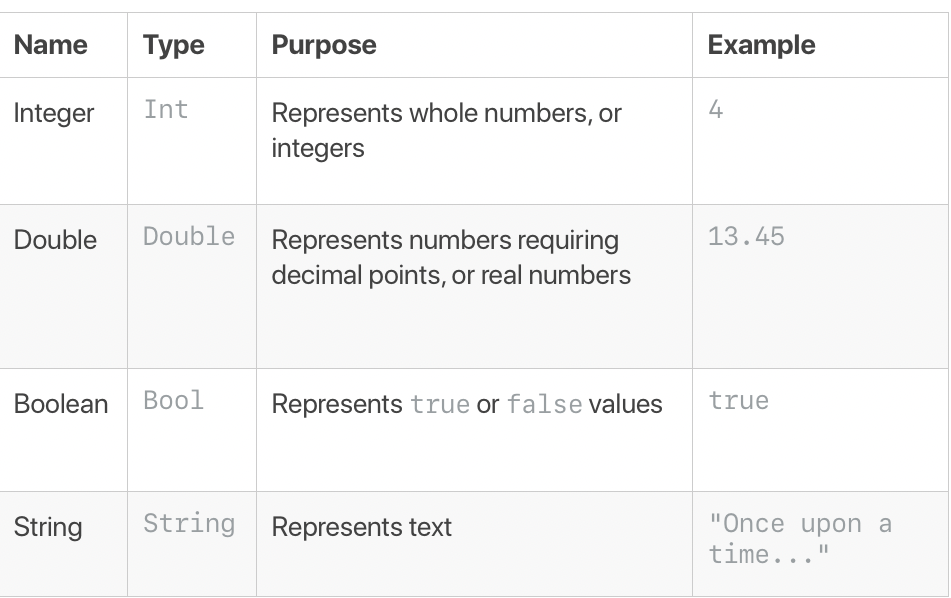 Name Type Purpose Example
Integer Int Represents whole numbers, or 4
integers
Double Double Represents numbers requiring 13.45
decimal points, or real numbers
Boolean Bool Represents true or false values true
String String Represents text "Once upon a
time..."